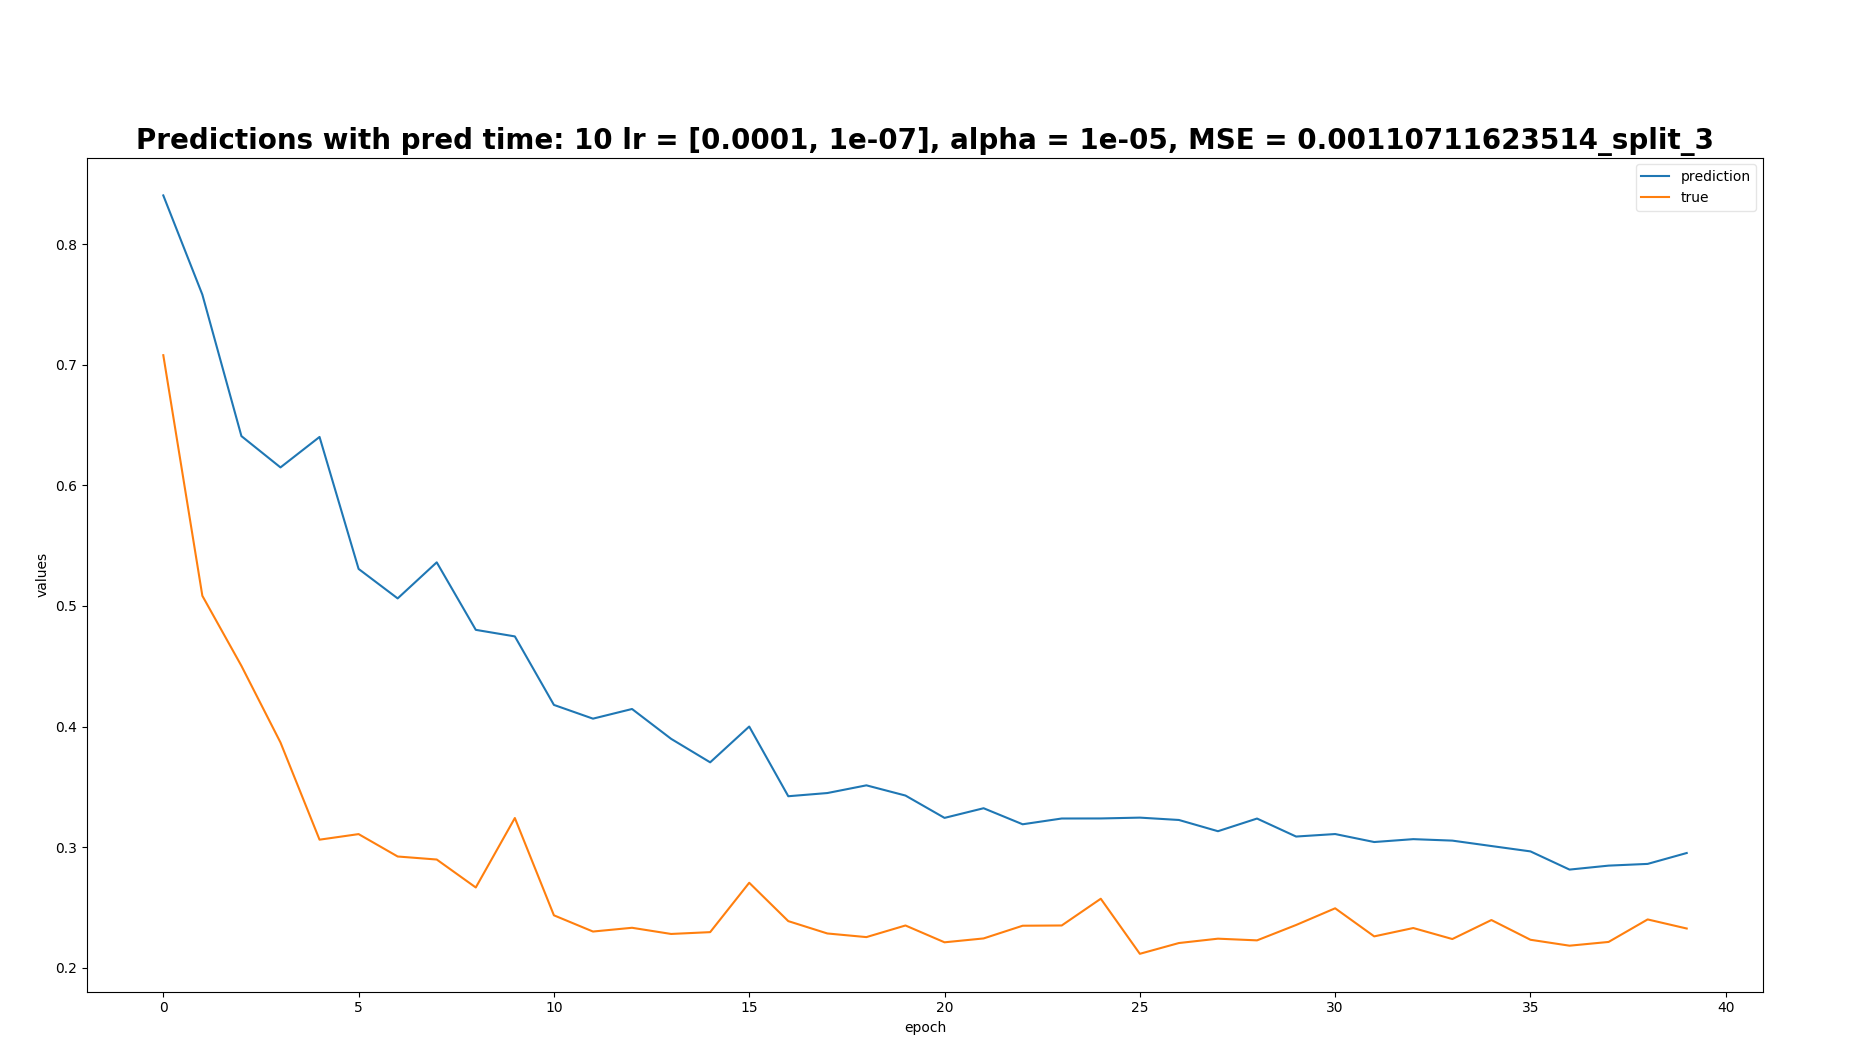 Predictions with pred time: 10 lr = [0.0001, 1e-07], alpha = 1e-05, MSE = 0.00110711623514_split_3
prediction
true
0.8
0.7
0.6
0.5
0.4
0.3
0.2
values
0 5 10 15 20 25 30 35 40
epoch